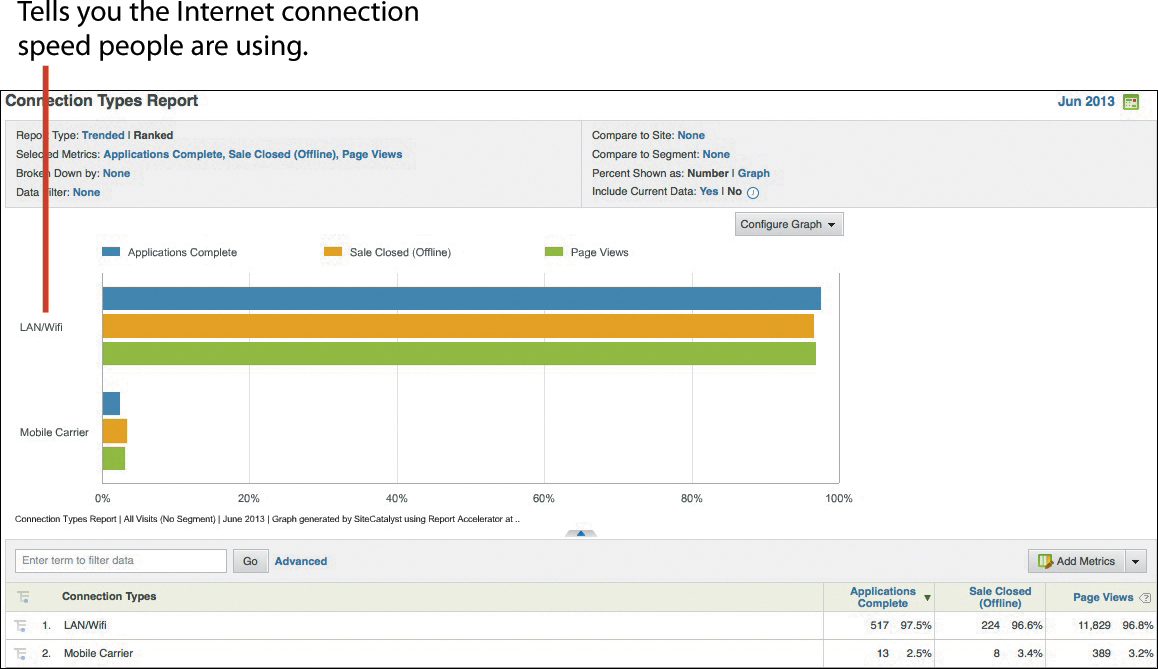 Tells you the Internet connection
speed people are using.
Connection Types Report
Jun 2013
Report Type: Trended | Ranked
Selected Metrics: Applications Complete, Sale Closed (Offline), Page Views
Broken Down by: None
Data Filter: None
Compare to Site: None
Compare to Segment: None
Percent Shown as: Number | Graph
Include Current Data: Yes | No
Configure Graph
Applications Complete
Sale Closed (Offline)
Page Views
LAN/Wifi
Mobile Carrier
0% 20% 40% 60% 80% 100%
Connection Types Report | All Visits (No Segment) | June 2013 | Graph generated by SiteCatalyst using Report Accelerator at ..
Enter term to filter data Go Advanced Add Metrics
Connection Types Applications Complete Sale Closed (Offline) Page Views ?
1. LAN/Wifi 517 97.5% 224 96.6% 11,829 96.8%
2. Mobile Carrier 13 2.5% 8 3.4% 389 3.2%